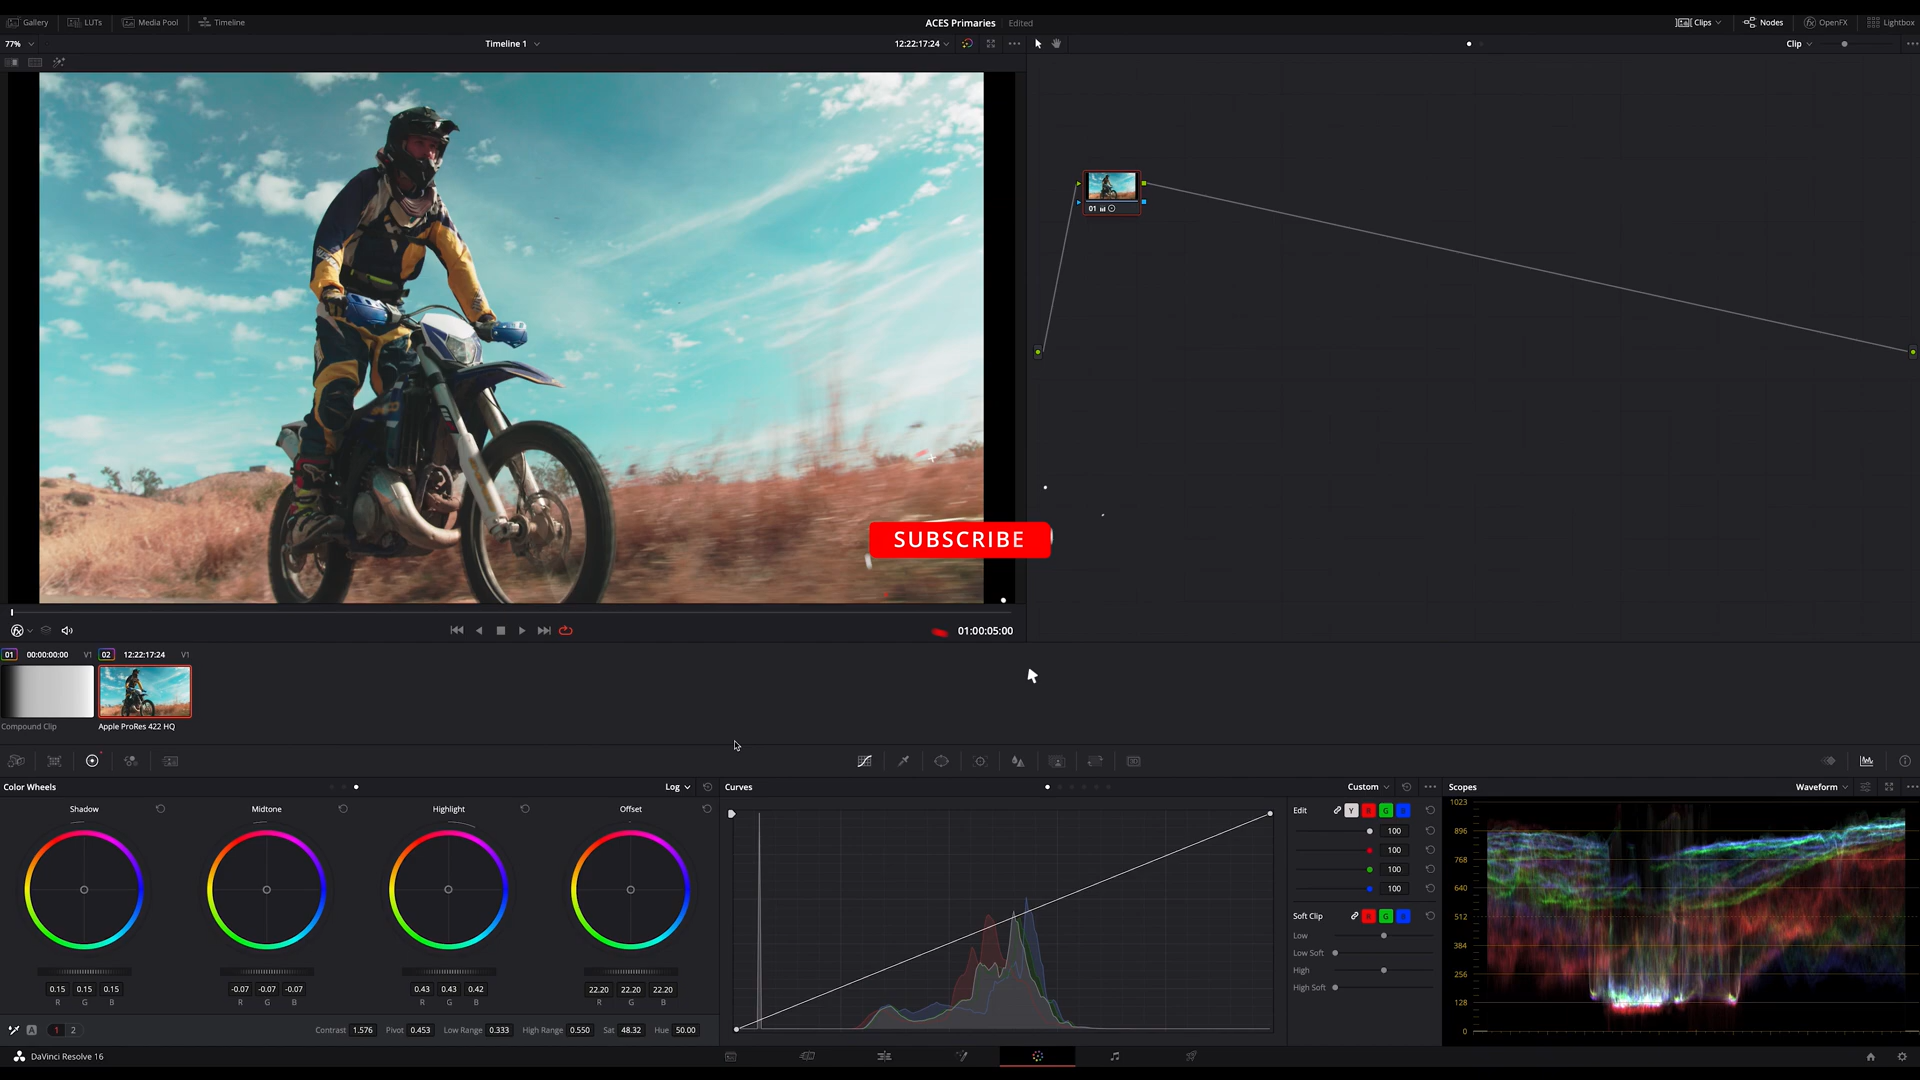 Gallery LUTs Media Pool Timeline ACES Primaries Edited Clips Nodes OpenFX Lightbox
77% Timeline 1 12:22:17:24 Clip
01
SUBSCRIBE
01:00:05:00
01 00:00:00:00 V1 02 12:22:17:24 V1
Compound Clip Apple ProRes 422 HQ
Color Wheels Log Curves Custom Scopes Waveform
Shadow Midtone Highlight Offset
Edit Y R G B
100
100
100
100
Soft Clip R G B
Low
Low Soft
High
High Soft
1023
896
768
640
512
384
256
128
0
0.15 0.15 0.15 -0.07 -0.07 -0.07 0.43 0.43 0.42 22.20 22.20 22.20
R G B R G B R G B R G B
A 1 2 Contrast 1.576 Pivot 0.453 Low Range 0.333 High Range 0.550 Sat 48.32 Hue 50.00
DaVinci Resolve 16